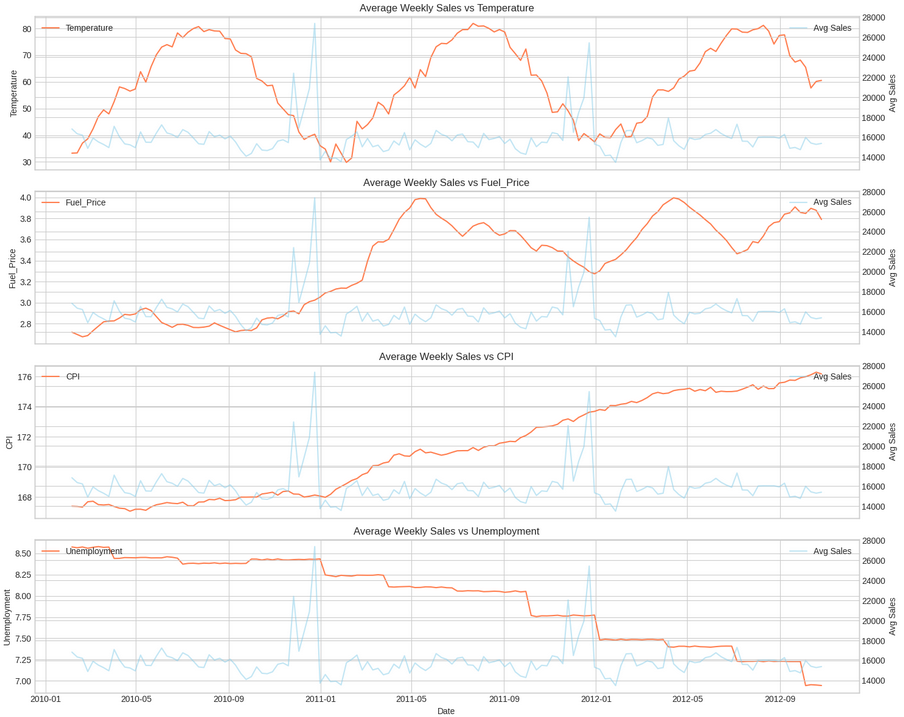 Average Weekly Sales vs Temperature
Temperature
Avg Sales
80
70
60
50
40
30
Temperature
28000
26000
24000
22000
20000
18000
16000
14000
Avg Sales
Average Weekly Sales vs Fuel_Price
Fuel_Price
Avg Sales
4.0
3.8
3.6
3.4
3.2
3.0
2.8
Fuel_Price
28000
26000
24000
22000
20000
18000
16000
14000
Avg Sales
Average Weekly Sales vs CPI
CPI
Avg Sales
176
174
172
170
168
CPI
28000
26000
24000
22000
20000
18000
16000
14000
Avg Sales
Average Weekly Sales vs Unemployment
Unemployment
Avg Sales
8.50
8.25
8.00
7.75
7.50
7.25
7.00
Unemployment
28000
26000
24000
22000
20000
18000
16000
14000
Avg Sales
2010-01 2010-05 2010-09 2011-01 2011-05 2011-09 2012-01 2012-05 2012-09
Date